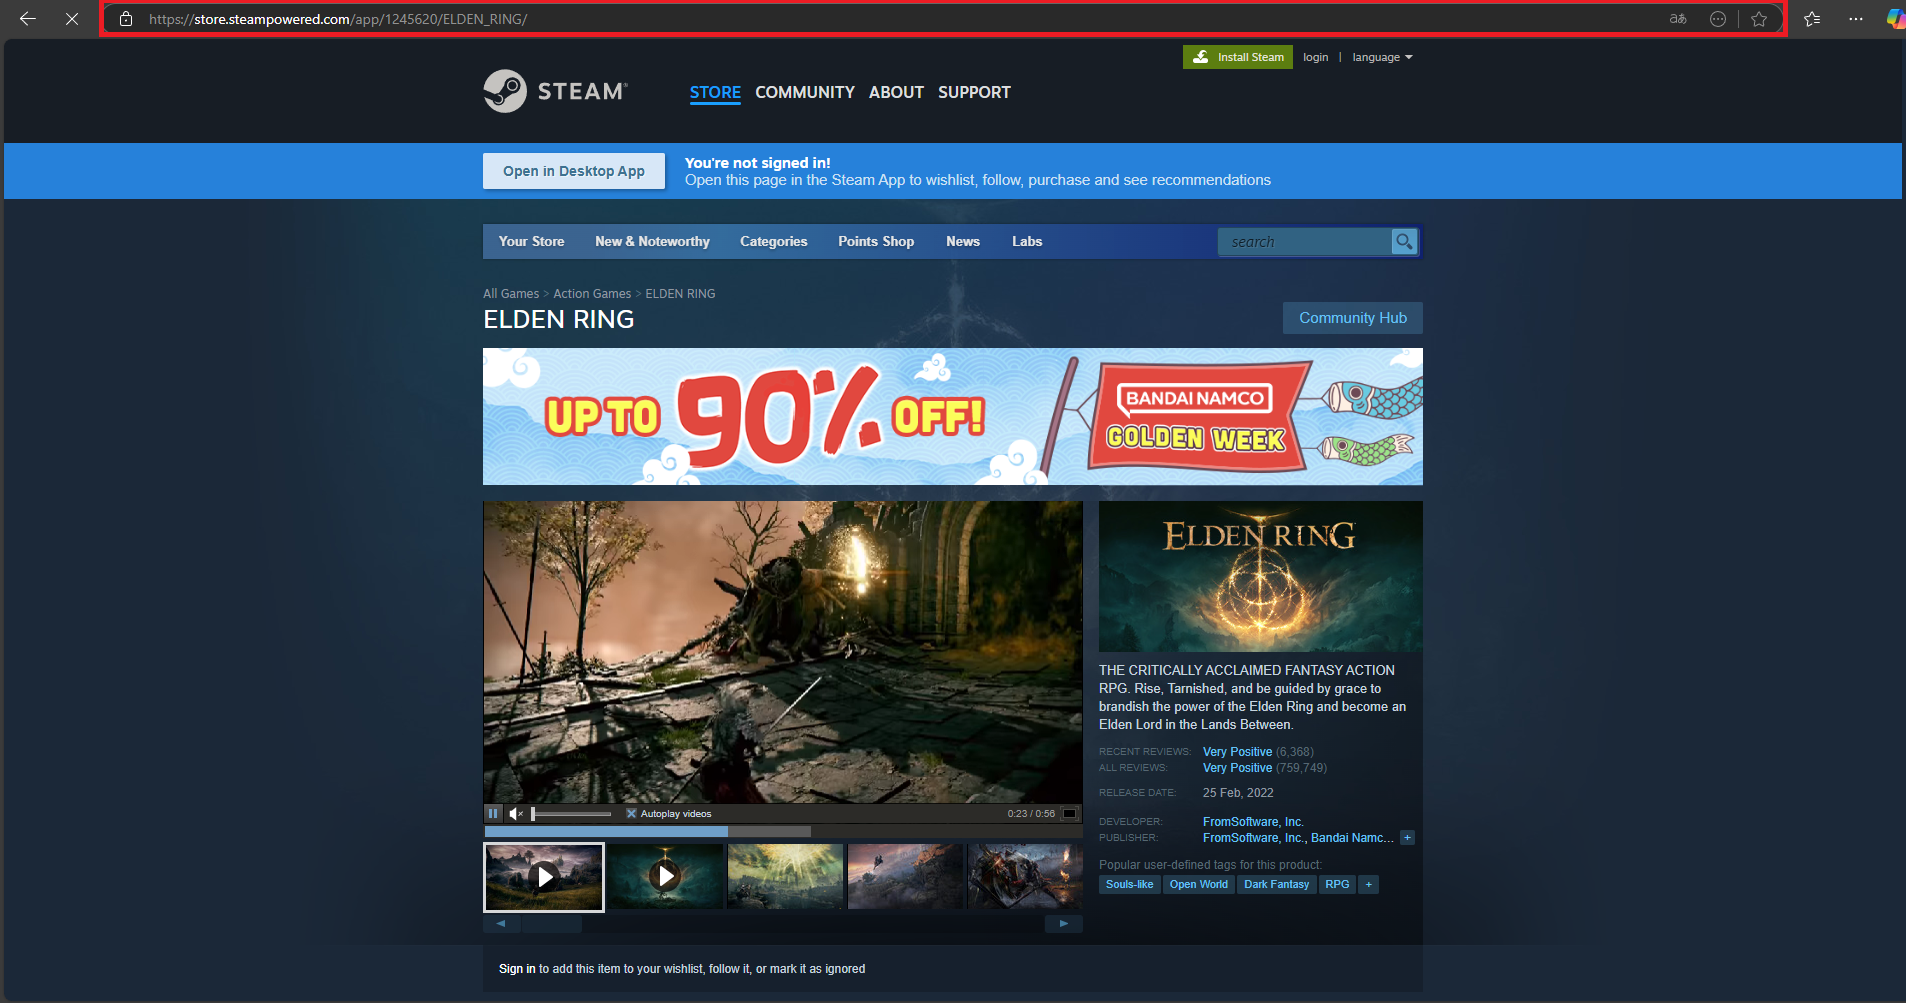 https://store.steampowered.com/app/1245620/ELDEN_RING/
Install Steam login | language
STEAM®
STORE COMMUNITY ABOUT SUPPORT
Open in Desktop App
You're not signed in!
Open this page in the Steam App to wishlist, follow, purchase and see recommendations
Your Store New & Noteworthy Categories Points Shop News Labs search
All Games > Action Games > ELDEN RING
ELDEN RING
Community Hub
UP TO 90% OFF!
BANDAI NAMCO
GOLDEN WEEK
ELDEN RING
THE CRITICALLY ACCLAIMED FANTASY ACTION
RPG. Rise, Tarnished, and be guided by grace to
brandish the power of the Elden Ring and become an
Elden Lord in the Lands Between.
RECENT REVIEWS: Very Positive (6,368)
ALL REVIEWS: Very Positive (759,749)
RELEASE DATE: 25 Feb, 2022
DEVELOPER: FromSoftware, Inc.
PUBLISHER: FromSoftware, Inc., Bandai Namc... +
Popular user-defined tags for this product:
Souls-like Open World Dark Fantasy RPG +
Autoplay videos 0:23 / 0:56
Sign in to add this item to your wishlist, follow it, or mark it as ignored